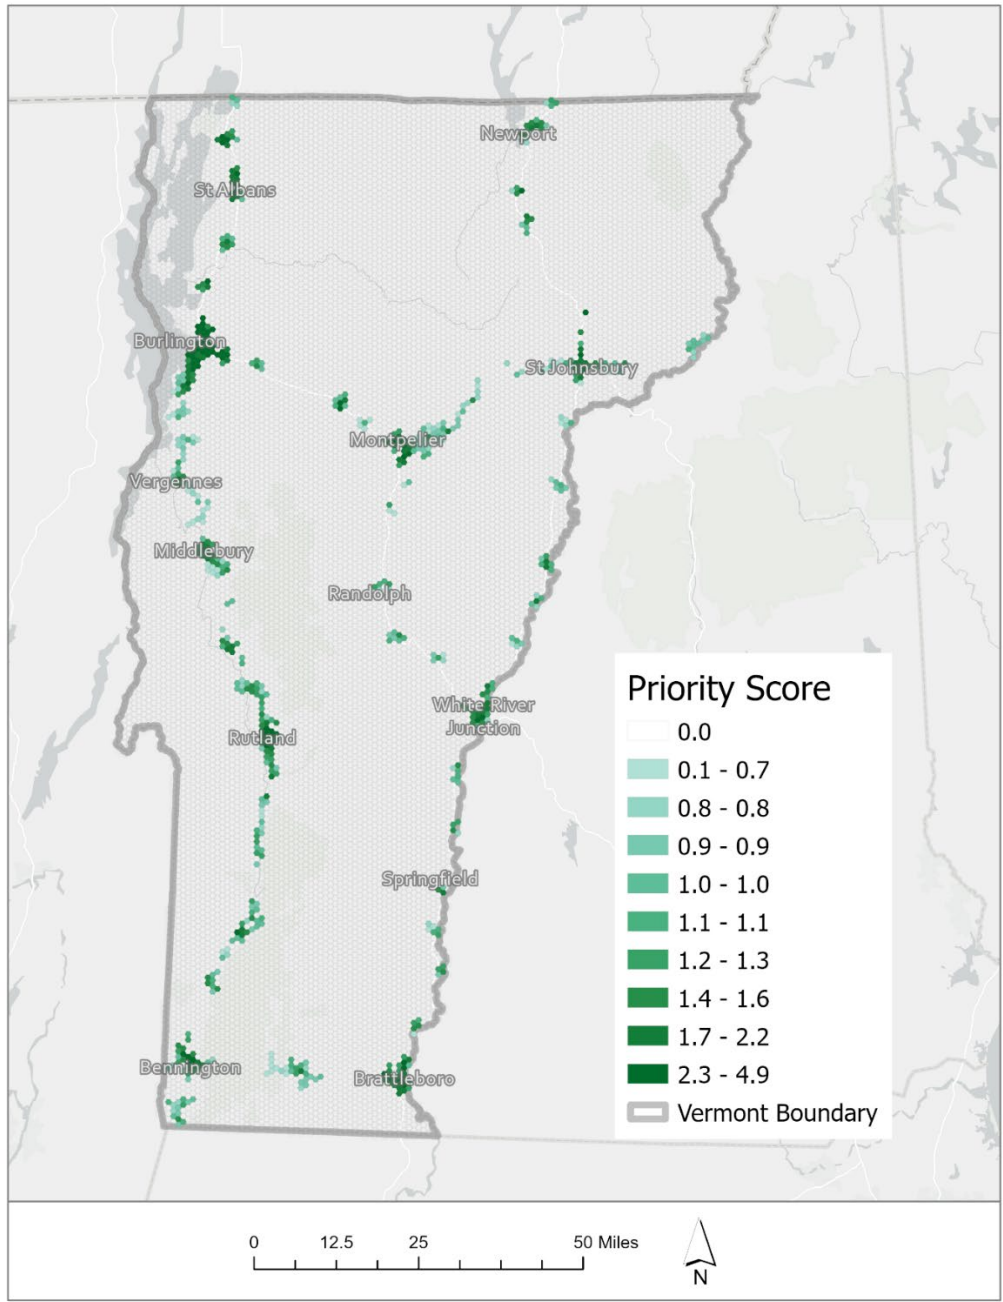 Newport
St Albans
Burlington
St Johnsbury
Montpelier
Vergennes
Middlebury
Randolph
White River
Junction
Rutland
Springfield
Bennington
Brattleboro
Priority Score
0.0
0.1 - 0.7
0.8 - 0.8
0.9 - 0.9
1.0 - 1.0
1.1 - 1.1
1.2 - 1.3
1.4 - 1.6
1.7 - 2.2
2.3 - 4.9
Vermont Boundary
0 12.5 25 50 Miles
N